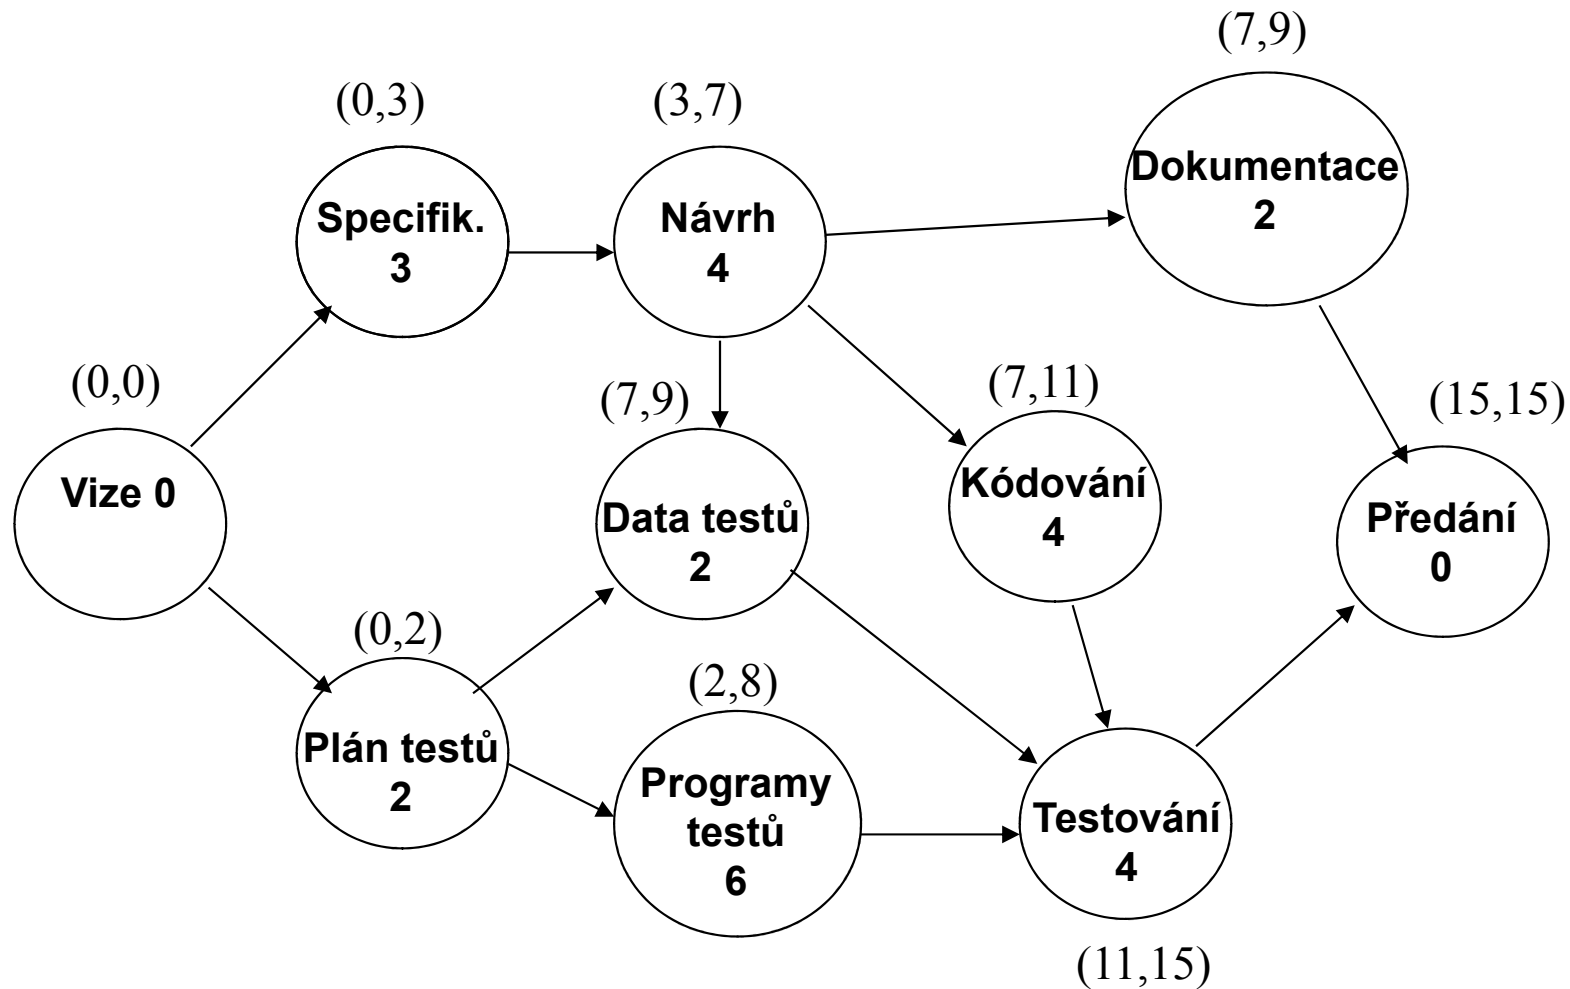 (7,9)
(0,3)
(3,7)
Dokumentace
2
Specifik.
3
Návrh
4
(0,0)
(7,9)
(7,11)
(15,15)
Vize 0
Data testů
2
Kódování
4
Předání
0
(0,2)
(2,8)
Plán testů
2
Programy
testů
6
Testování
4
(11,15)